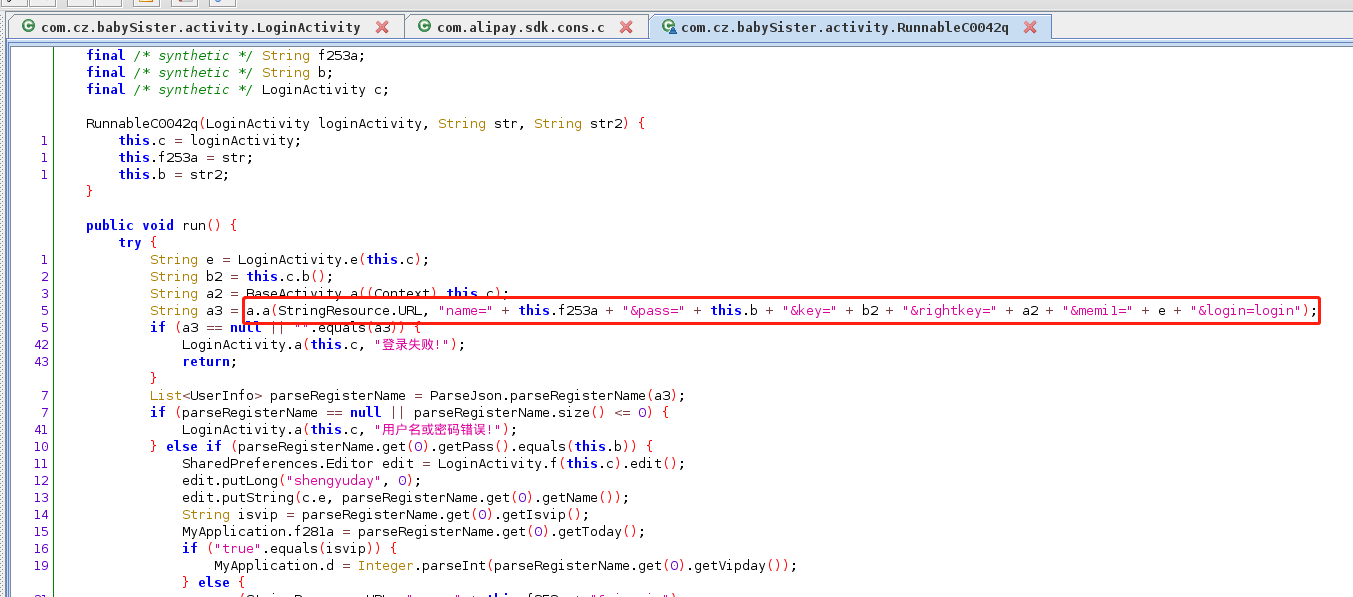 com.cz.babySister.activity.LoginActivity com.alipay.sdk.cons.c com.cz.babySister.activity.RunnableC0042q
final /* synthetic */ String f253a;
final /* synthetic */ String b;
final /* synthetic */ LoginActivity c;
RunnableC0042q(LoginActivity loginActivity, String str, String str2) {
1 this.c = loginActivity;
1 this.f253a = str;
1 this.b = str2;
}
public void run() {
try {
1 String e = LoginActivity.e(this.c);
2 String b2 = this.c.b();
3 String a2 = BaseActivity.a((Context) this.c);
5 String a3 = a.a(StringResource.URL, "name=" + this.f253a + "&pass=" + this.b + "&key=" + b2 + "&rightkey=" + a2 + "&memi1=" + e + "&login=login");
5 if (a3 == null || "".equals(a3)) {
42 LoginActivity.a(this.c, "登录失败!");
43 return;
}
7 List<UserInfo> parseRegisterName = ParseJson.parseRegisterName(a3);
7 if (parseRegisterName == null || parseRegisterName.size() <= 0) {
41 LoginActivity.a(this.c, "用户名或密码错误!");
10 } else if (parseRegisterName.get(0).getPass().equals(this.b)) {
11 SharedPreferences.Editor edit = LoginActivity.f(this.c).edit();
12 edit.putLong("shengyuday", 0);
13 edit.putString(c.e, parseRegisterName.get(0).getName());
14 String isvip = parseRegisterName.get(0).getIsvip();
15 MyApplication.f281a = parseRegisterName.get(0).getToday();
16 if ("true".equals(isvip)) {
19 MyApplication.d = Integer.parseInt(parseRegisterName.get(0).getVipday());
} else {